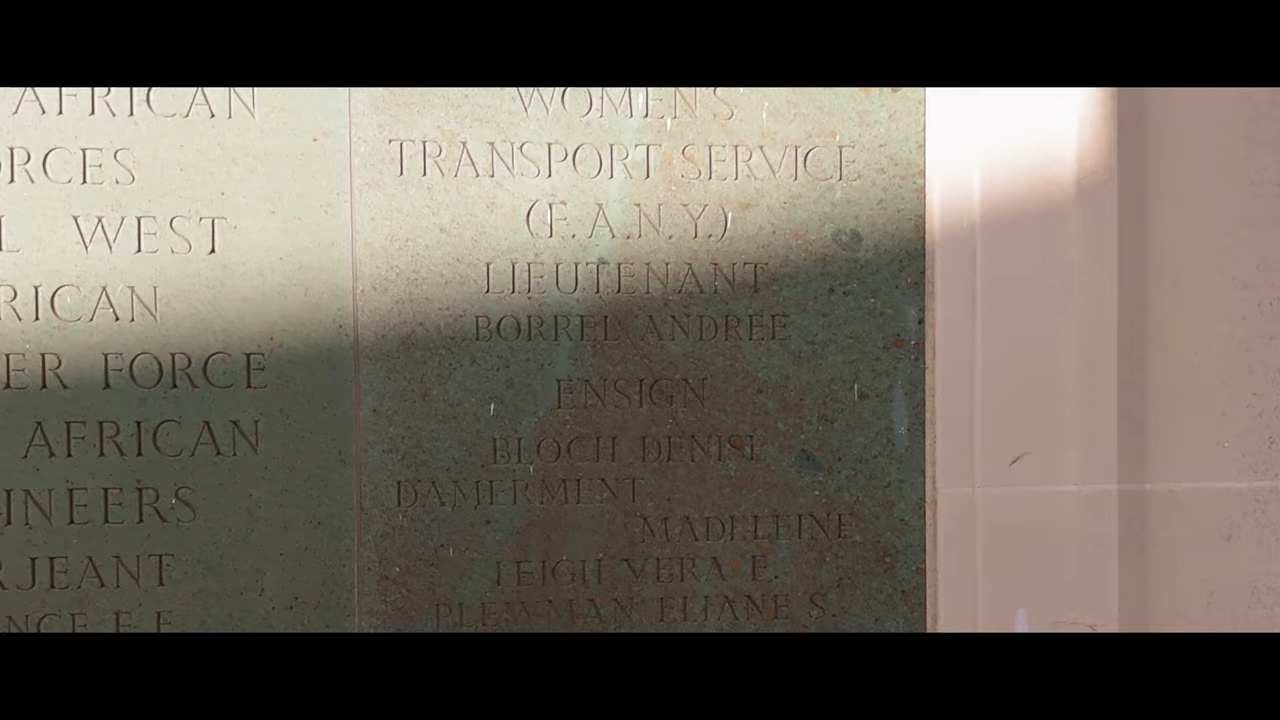 AFRICAN
ORCES
L WEST
RICAN
ER FORCE
AFRICAN
INEERS
RJEANT
NCE F.F.
WOMEN'S
TRANSPORT SERVICE
(F.A.N.Y.)
LIEUTENANT
BORREL ANDREE
ENSIGN
BLOCH DENISE
DAMERMENT
MADELEINE
LEIGH VERA E.
PLEWMAN ELIANE S.